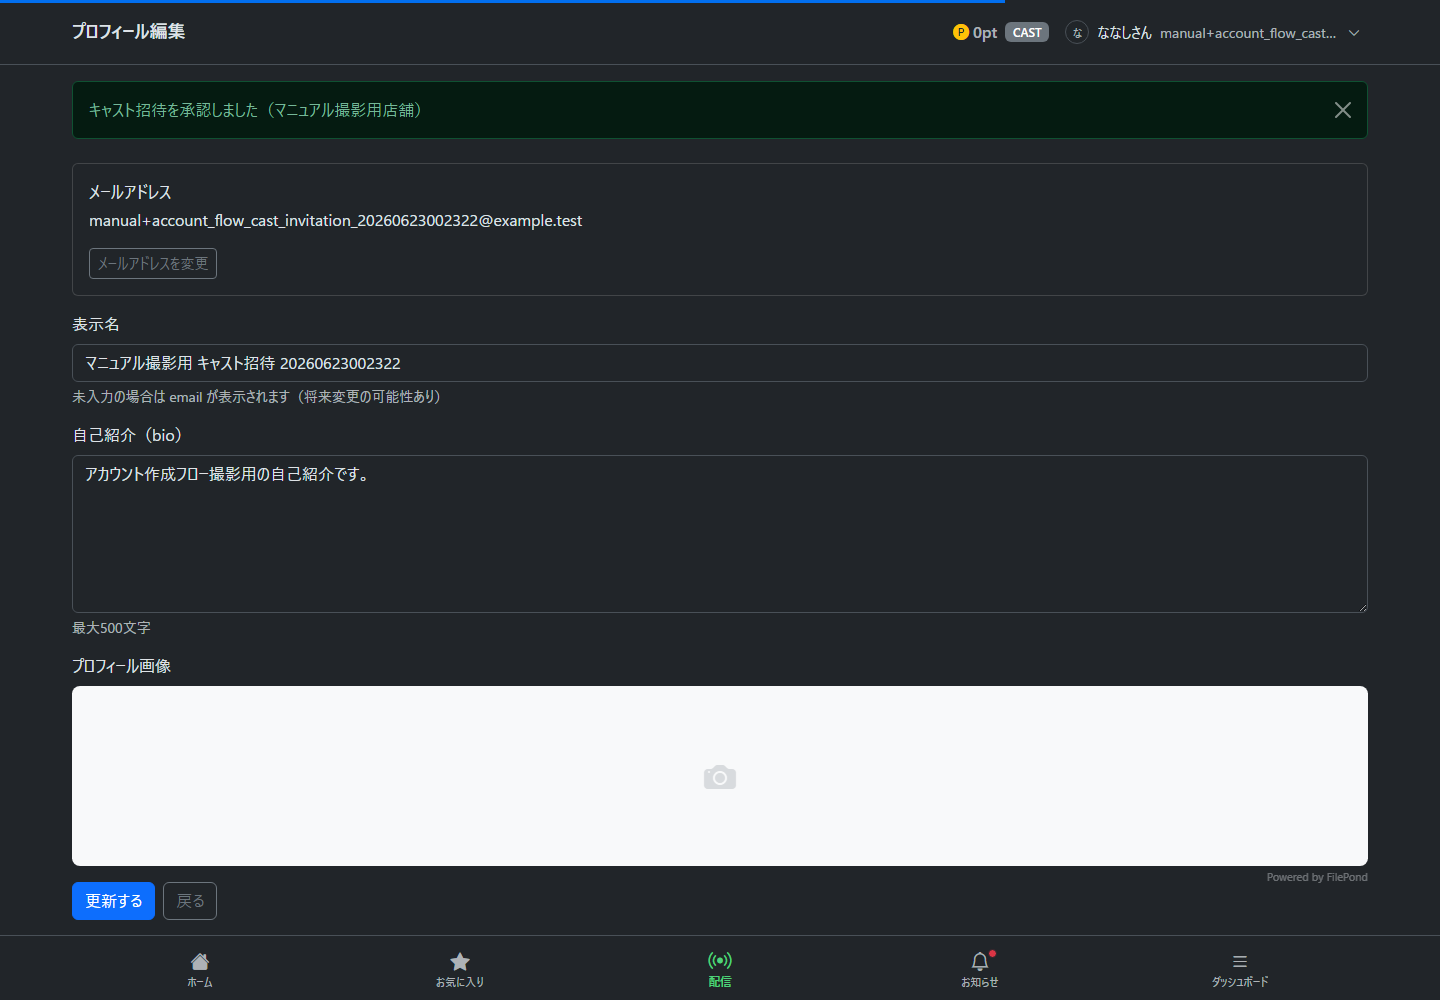 プロフィール編集
P 0pt CAST な ななしさん manual+account_flow_cast...
キャスト招待を承認しました（マニュアル撮影用店舗）
メールアドレス
manual+account_flow_cast_invitation_20260623002322@example.test
メールアドレスを変更
表示名
マニュアル撮影用 キャスト招待 20260623002322
未入力の場合は email が表示されます（将来変更の可能性あり）
自己紹介（bio）
アカウント作成フロー撮影用の自己紹介です。
最大500文字
プロフィール画像
Powered by FilePond
更新する 戻る
ホーム お気に入り 配信 お知らせ ダッシュボード